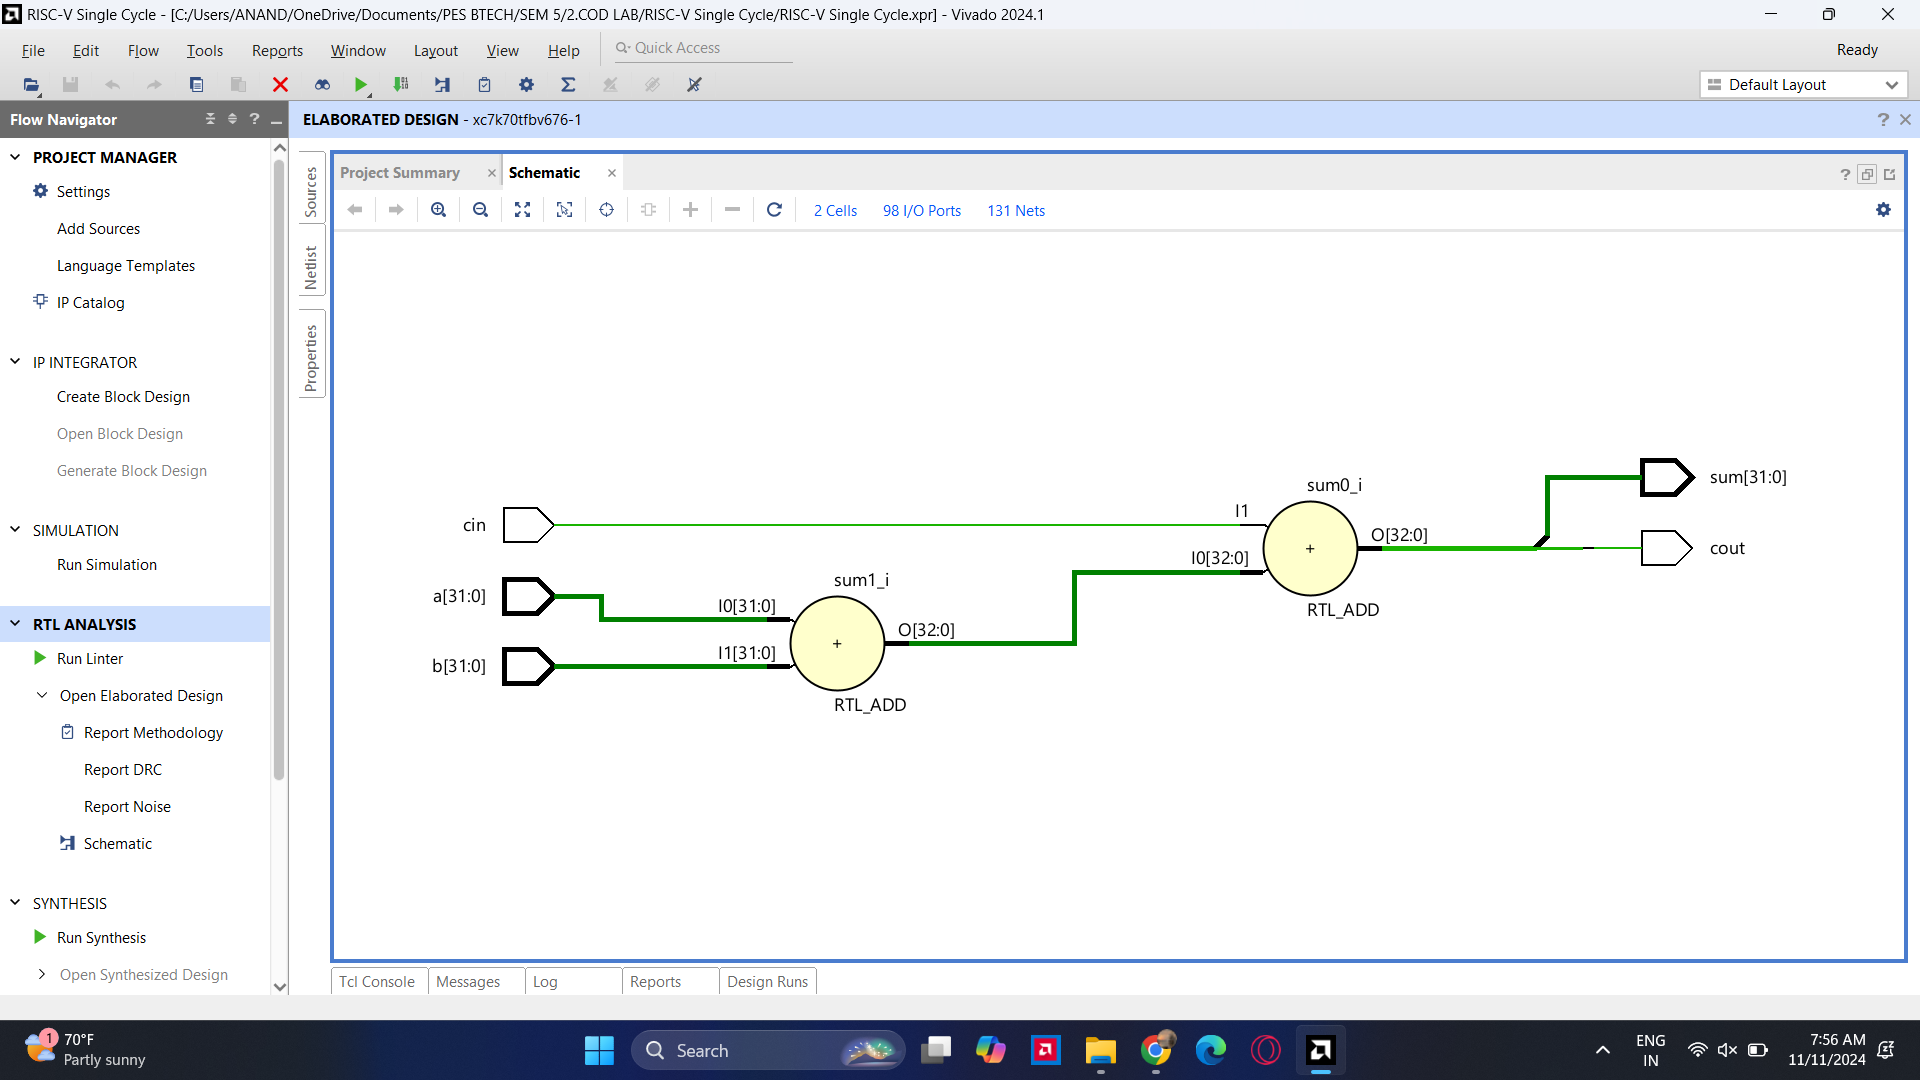 RISC-V Single Cycle - [C:/Users/ANAND/OneDrive/Documents/PES BTECH/SEM 5/2.COD LAB/RISC-V Single Cycle/RISC-V Single Cycle.xpr] - Vivado 2024.1
File Edit Flow Tools Reports Window Layout View Help Quick Access Ready
Default Layout
Flow Navigator
ELABORATED DESIGN - xc7k70tfbv676-1
PROJECT MANAGER
Settings
Add Sources
Language Templates
IP Catalog
IP INTEGRATOR
Create Block Design
Open Block Design
Generate Block Design
SIMULATION
Run Simulation
RTL ANALYSIS
Run Linter
Open Elaborated Design
Report Methodology
Report DRC
Report Noise
Schematic
SYNTHESIS
Run Synthesis
Open Synthesized Design
Sources
Netlist
Properties
Project Summary Schematic
2 Cells 98 I/O Ports 131 Nets
cin
a[31:0]
b[31:0]
sum1_i
I0[31:0]
I1[31:0]
+
O[32:0]
RTL_ADD
sum0_i
I1
I0[32:0]
+
O[32:0]
RTL_ADD
sum[31:0]
cout
Tcl Console Messages Log Reports Design Runs
1
70°F
Partly sunny
Search
ENG
IN
7:56 AM
11/11/2024